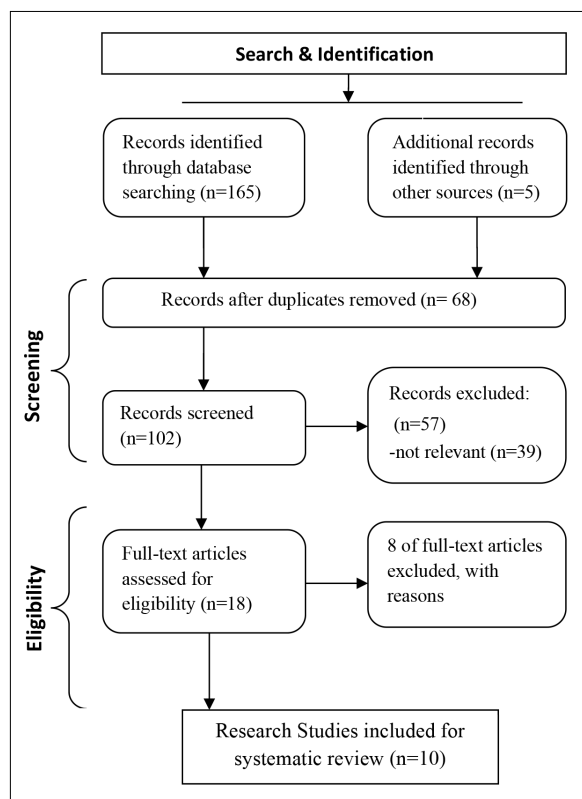 Search & Identification
Records identified
through database
searching (n=165)
Additional records
identified through
other sources (n=5)
Records after duplicates removed (n= 68)
Screening
Records screened
(n=102)
Records excluded:
(n=57)
-not relevant (n=39)
Eligibility
Full-text articles
assessed for
eligibility (n=18)
8 of full-text articles
excluded, with
reasons
Research Studies included for
systematic review (n=10)